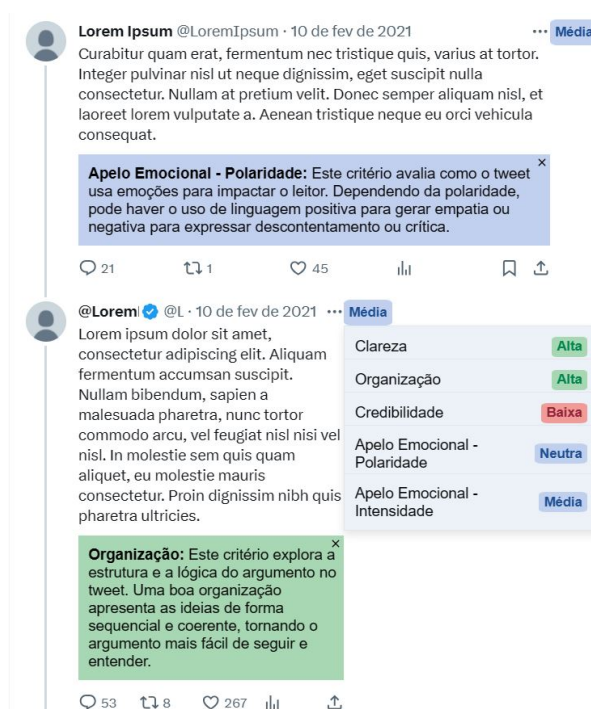 Lorem Ipsum @LoremIpsum · 10 de fev de 2021 ··· Média
Curabitur quam erat, fermentum nec tristique quis, varius at tortor.
Integer pulvinar nisl ut neque dignissim, eget suscipit nulla
consectetur. Nullam at pretium velit. Donec semper aliquam nisl, et
laoreet lorem vulputate a. Aenean tristique neque eu orci vehicula
consequat.
Apelo Emocional - Polaridade: Este critério avalia como o tweet
usa emoções para impactar o leitor. Dependendo da polaridade,
pode haver o uso de linguagem positiva para gerar empatia ou
negativa para expressar descontentamento ou crítica.
21 1 45
@Lorem @L · 10 de fev de 2021 ··· Média
Lorem ipsum dolor sit amet,
consectetur adipiscing elit. Aliquam
fermentum accumsan suscipit.
Nullam bibendum, sapien a
malesuada pharetra, nunc tortor
commodo arcu, vel feugiat nisl nisi vel
nisl. In molestie sem quis quam
aliquet, eu molestie mauris
consectetur. Proin dignissim nibh quis
pharetra ultricies.
Clareza Alta
Organização Alta
Credibilidade Baixa
Apelo Emocional -
Polaridade Neutra
Apelo Emocional -
Intensidade Média
Organização: Este critério explora a
estrutura e a lógica do argumento no
tweet. Uma boa organização
apresenta as ideias de forma
sequencial e coerente, tornando o
argumento mais fácil de seguir e
entender.
53 8 267